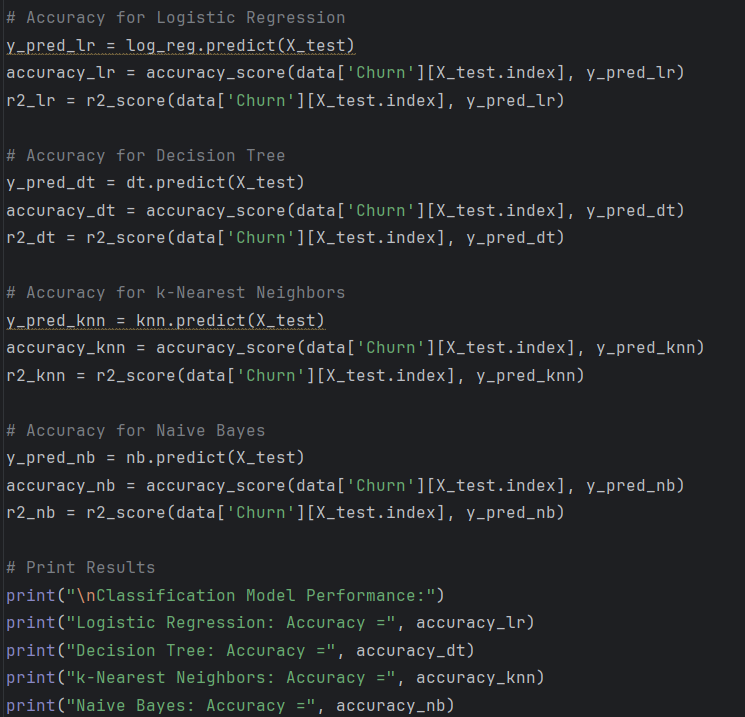 # Accuracy for Logistic Regression
y_pred_lr = log_reg.predict(X_test)
accuracy_lr = accuracy_score(data['Churn'][X_test.index], y_pred_lr)
r2_lr = r2_score(data['Churn'][X_test.index], y_pred_lr)
# Accuracy for Decision Tree
y_pred_dt = dt.predict(X_test)
accuracy_dt = accuracy_score(data['Churn'][X_test.index], y_pred_dt)
r2_dt = r2_score(data['Churn'][X_test.index], y_pred_dt)
# Accuracy for k-Nearest Neighbors
y_pred_knn = knn.predict(X_test)
accuracy_knn = accuracy_score(data['Churn'][X_test.index], y_pred_knn)
r2_knn = r2_score(data['Churn'][X_test.index], y_pred_knn)
# Accuracy for Naive Bayes
y_pred_nb = nb.predict(X_test)
accuracy_nb = accuracy_score(data['Churn'][X_test.index], y_pred_nb)
r2_nb = r2_score(data['Churn'][X_test.index], y_pred_nb)
# Print Results
print("\nClassification Model Performance:")
print("Logistic Regression: Accuracy =", accuracy_lr)
print("Decision Tree: Accuracy =", accuracy_dt)
print("k-Nearest Neighbors: Accuracy =", accuracy_knn)
print("Naive Bayes: Accuracy =", accuracy_nb)